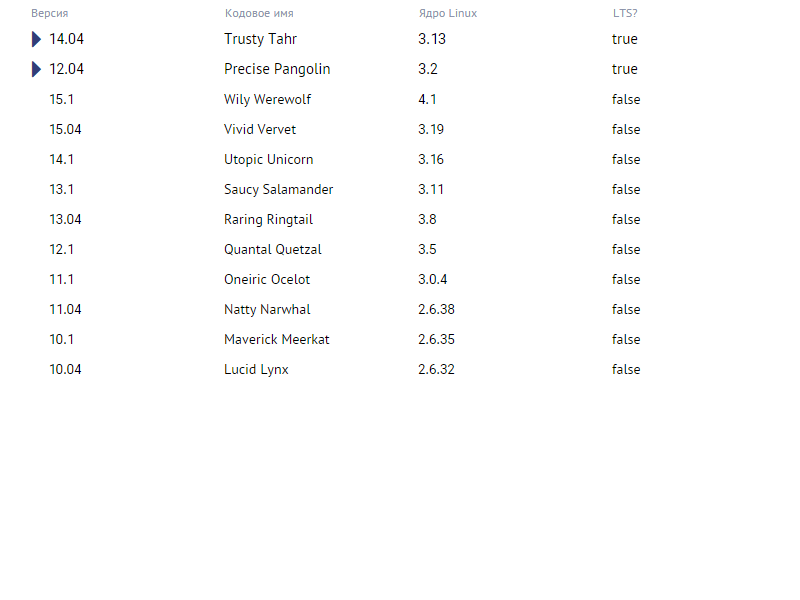 Версия Кодовое имя Ядро Linux LTS?
14.04 Trusty Tahr 3.13 true
12.04 Precise Pangolin 3.2 true
15.1 Wily Werewolf 4.1 false
15.04 Vivid Vervet 3.19 false
14.1 Utopic Unicorn 3.16 false
13.1 Saucy Salamander 3.11 false
13.04 Raring Ringtail 3.8 false
12.1 Quantal Quetzal 3.5 false
11.1 Oneiric Ocelot 3.0.4 false
11.04 Natty Narwhal 2.6.38 false
10.1 Maverick Meerkat 2.6.35 false
10.04 Lucid Lynx 2.6.32 false